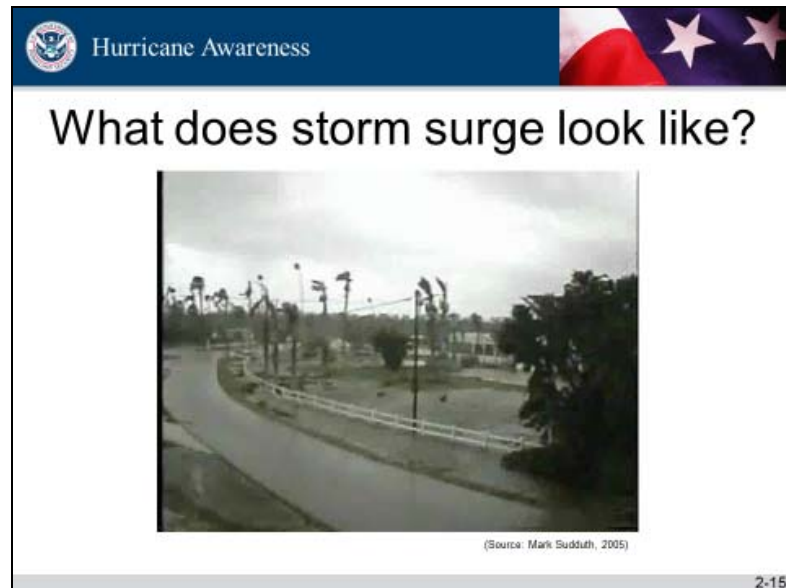 Hurricane Awareness
What does storm surge look like?
(Source: Mark Sudduth, 2005)
2-15